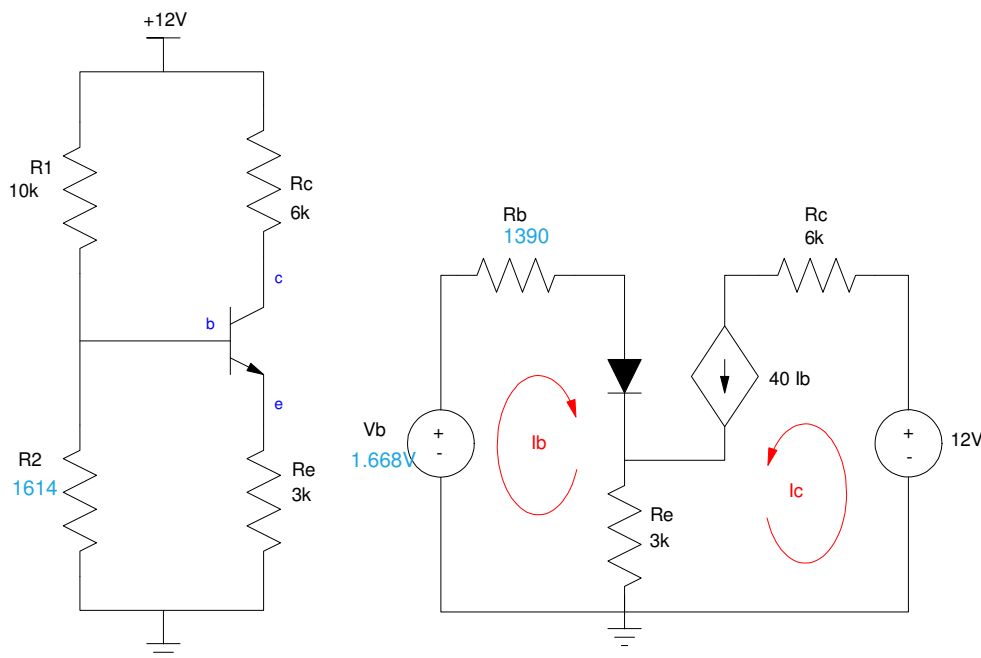 +12V
R1
10k
Rc
6k
c
b
e
R2
1614
Re
3k
Rb
1390
Rc
6k
40 Ib
Vb
1.668V
+
-
Ib
Re
3k
Ic
+
-
12V